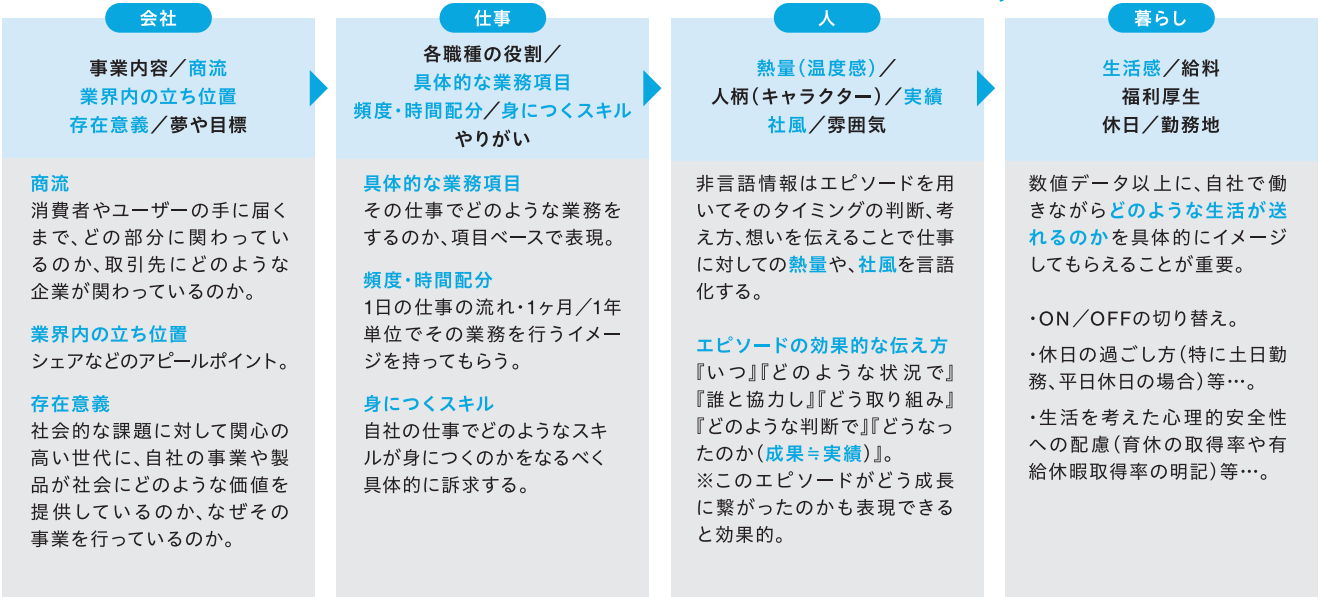 会社
事業内容／商流
業界内の立ち位置
存在意義／夢や目標
商流
消費者やユーザーの手に届く
まで、どの部分に関わってい
るのか、取引先にどのような
企業が関わっているのか。
業界内の立ち位置
シェアなどのアピールポイント。
存在意義
社会的な課題に対して関心の
高い世代に、自社の事業や製
品が社会にどのような価値を
提供しているのか、なぜその
事業を行っているのか。
仕事
各職種の役割／
具体的な業務項目
頻度・時間配分／身につくスキル
やりがい
具体的な業務項目
その仕事でどのような業務を
するのか、項目ベースで表現。
頻度・時間配分
1日の仕事の流れ・1ヶ月／1年
単位でその業務を行うイメー
ジを持ってもらう。
身につくスキル
自社の仕事でどのようなスキ
ルが身につくのかをなるべく
具体的に訴求する。
人
熱量（温度感）／
人柄（キャラクター）／実績
社風／雰囲気
非言語情報はエピソードを用
いてそのタイミングの判断、考
え方、想いを伝えることで仕事
に対しての熱量や、社風を言語
化する。
エピソードの効果的な伝え方
『いつ』『どのような状況で』
『誰と協力し』『どう取り組み』
『どのような判断で』『どうなっ
たのか（成果≒実績）』。
※このエピソードがどう成長
に繋がったのかも表現できる
と効果的。
暮らし
生活感／給料
福利厚生
休日／勤務地
数値データ以上に、自社で働
きながらどのような生活が送
れるのかを具体的にイメージ
してもらえることが重要。
・ON／OFFの切り替え。
・休日の過ごし方（特に土日勤
務、平日休日の場合）等…。
・生活を考えた心理的安全性
への配慮（育休の取得率や有
給休暇取得率の明記）等…。